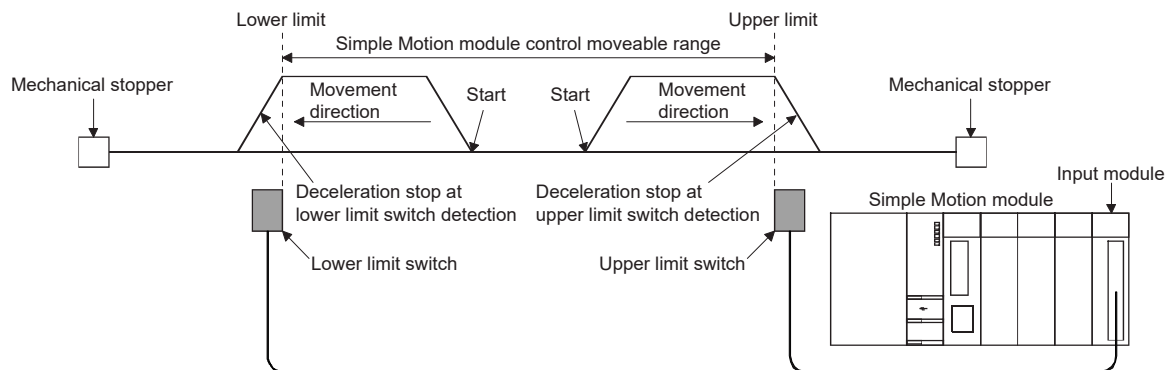 Lower limit
Upper limit
Simple Motion module control moveable range
Mechanical stopper
Movement
direction
Start
Start
Movement
direction
Mechanical stopper
Deceleration stop at
lower limit switch detection
Deceleration stop at
upper limit switch detection
Input module
Simple Motion module
Lower limit switch
Upper limit switch